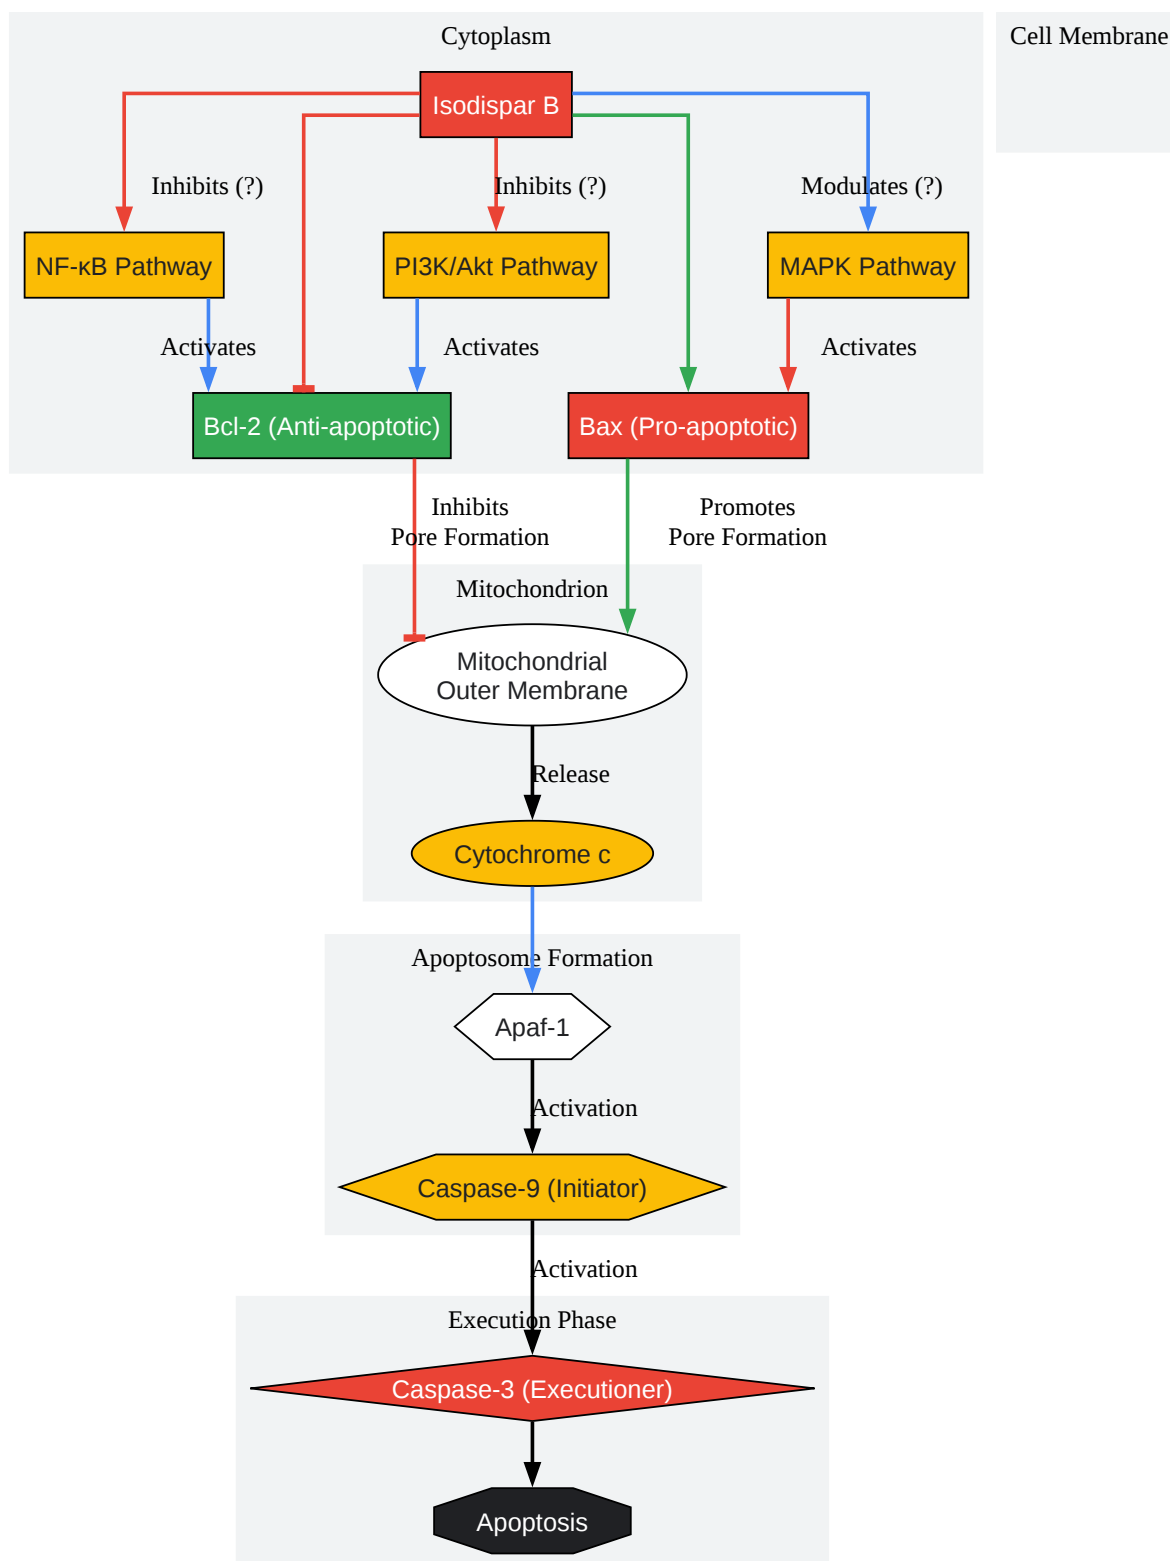 Cytoplasm
Cell Membrane
Isodispar B
Inhibits (?)
Inhibits (?)
Modulates (?)
NF-κB Pathway
PI3K/Akt Pathway
MAPK Pathway
Activates
Activates
Activates
Bcl-2 (Anti-apoptotic)
Bax (Pro-apoptotic)
Inhibits
Pore Formation
Promotes
Pore Formation
Mitochondrion
Mitochondrial
Outer Membrane
Release
Cytochrome c
Apoptosome Formation
Apaf-1
Activation
Caspase-9 (Initiator)
Activation
Execution Phase
Caspase-3 (Executioner)
Apoptosis